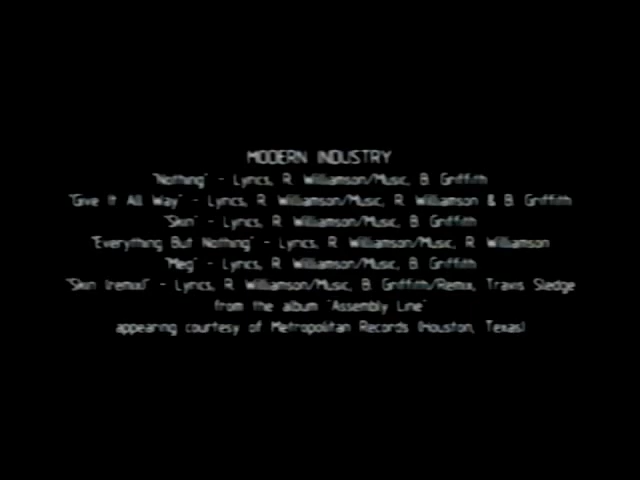 MODERN INDUSTRY
"Nothing" - Lyrics, R. Williamson/Music, B. Griffith
"Give It All Way" - Lyrics, R. Williamson/Music, R. Williamson & B. Griffith
"Skin" - Lyrics, R. Williamson/Music, B. Griffith
"Everything But Nothing" - Lyrics, R. Williamson/Music, R. Williamson
"Meg" - Lyrics, R. Williamson/Music, B. Griffith
"Skin (remix)" - Lyrics, R. Williamson/Music, B. Griffith/Remix, Travis Sledge
from the album "Assembly Line"
appearing courtesy of Metropolitan Records (Houston, Texas)